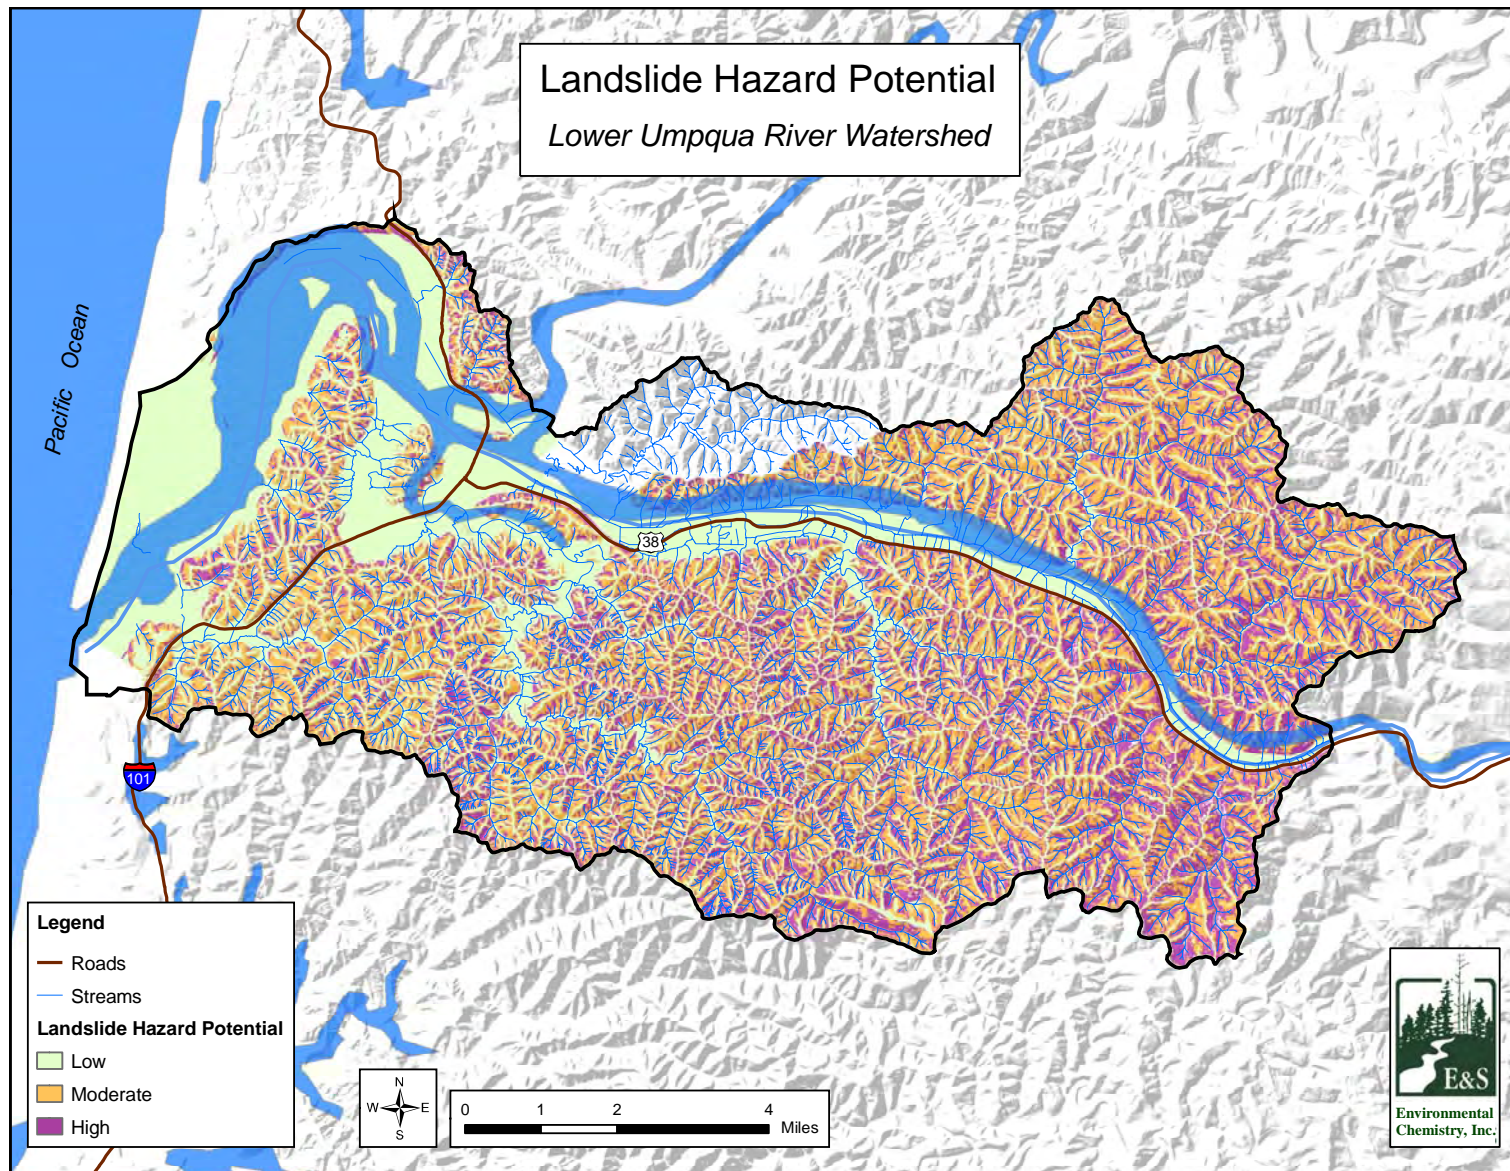 Landslide Hazard Potential
Lower Umpqua River Watershed
Pacific Ocean
38
101
Legend
Roads
Streams
Landslide Hazard Potential
Low
Moderate
High
N
W E
S
0 1 2 4
Miles
E&S
Environmental
Chemistry, Inc.